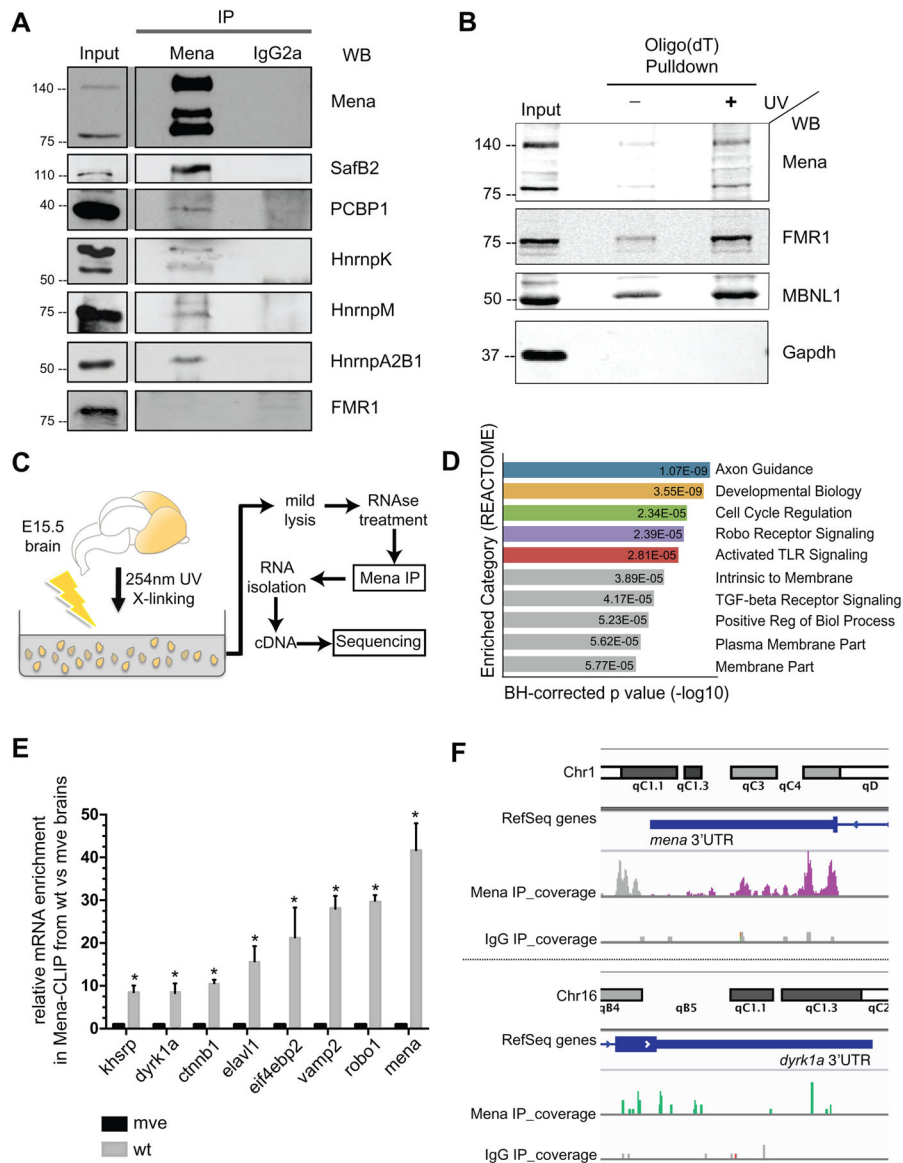 A
IP
Input
Mena
IgG2a
WB
140
75
Mena
110
SafB2
40
PCBP1
50
HnrnpK
75
HnrnpM
50
HnrnpA2B1
75
FMR1
B
Oligo(dT)
Pulldown
Input
–
+
UV
WB
140
75
Mena
75
FMR1
50
MBNL1
37
Gapdh
C
E15.5
brain
254nm UV
X-linking
mild
lysis
RNAse
treatment
Mena IP
RNA
isolation
cDNA
Sequencing
D
Enriched Category (REACTOME)
1.07E-09 Axon Guidance
3.55E-09 Developmental Biology
2.34E-05 Cell Cycle Regulation
2.39E-05 Robo Receptor Signaling
2.81E-05 Activated TLR Signaling
3.89E-05 Intrinsic to Membrane
4.17E-05 TGF-beta Receptor Signaling
5.23E-05 Positive Reg of Biol Process
5.62E-05 Plasma Membrane Part
5.77E-05 Membrane Part
BH-corrected p value (-log10)
E
relative mRNA enrichment
in Mena-CLIP from wt vs mve brains
50
40
30
20
10
0
* * * * * * * *
khsrp
dyrk1a
ctnnb1
elavl1
eif4ebp2
vamp2
robo1
mena
mve
wt
F
Chr1
qC1.1 qC1.3 qC3 qC4 qD
RefSeq genes
mena 3'UTR
Mena IP_coverage
IgG IP_coverage
Chr16
qB4 qB5 qC1.1 qC1.3 qC2
RefSeq genes
dyrk1a 3'UTR
Mena IP_coverage
IgG IP_coverage